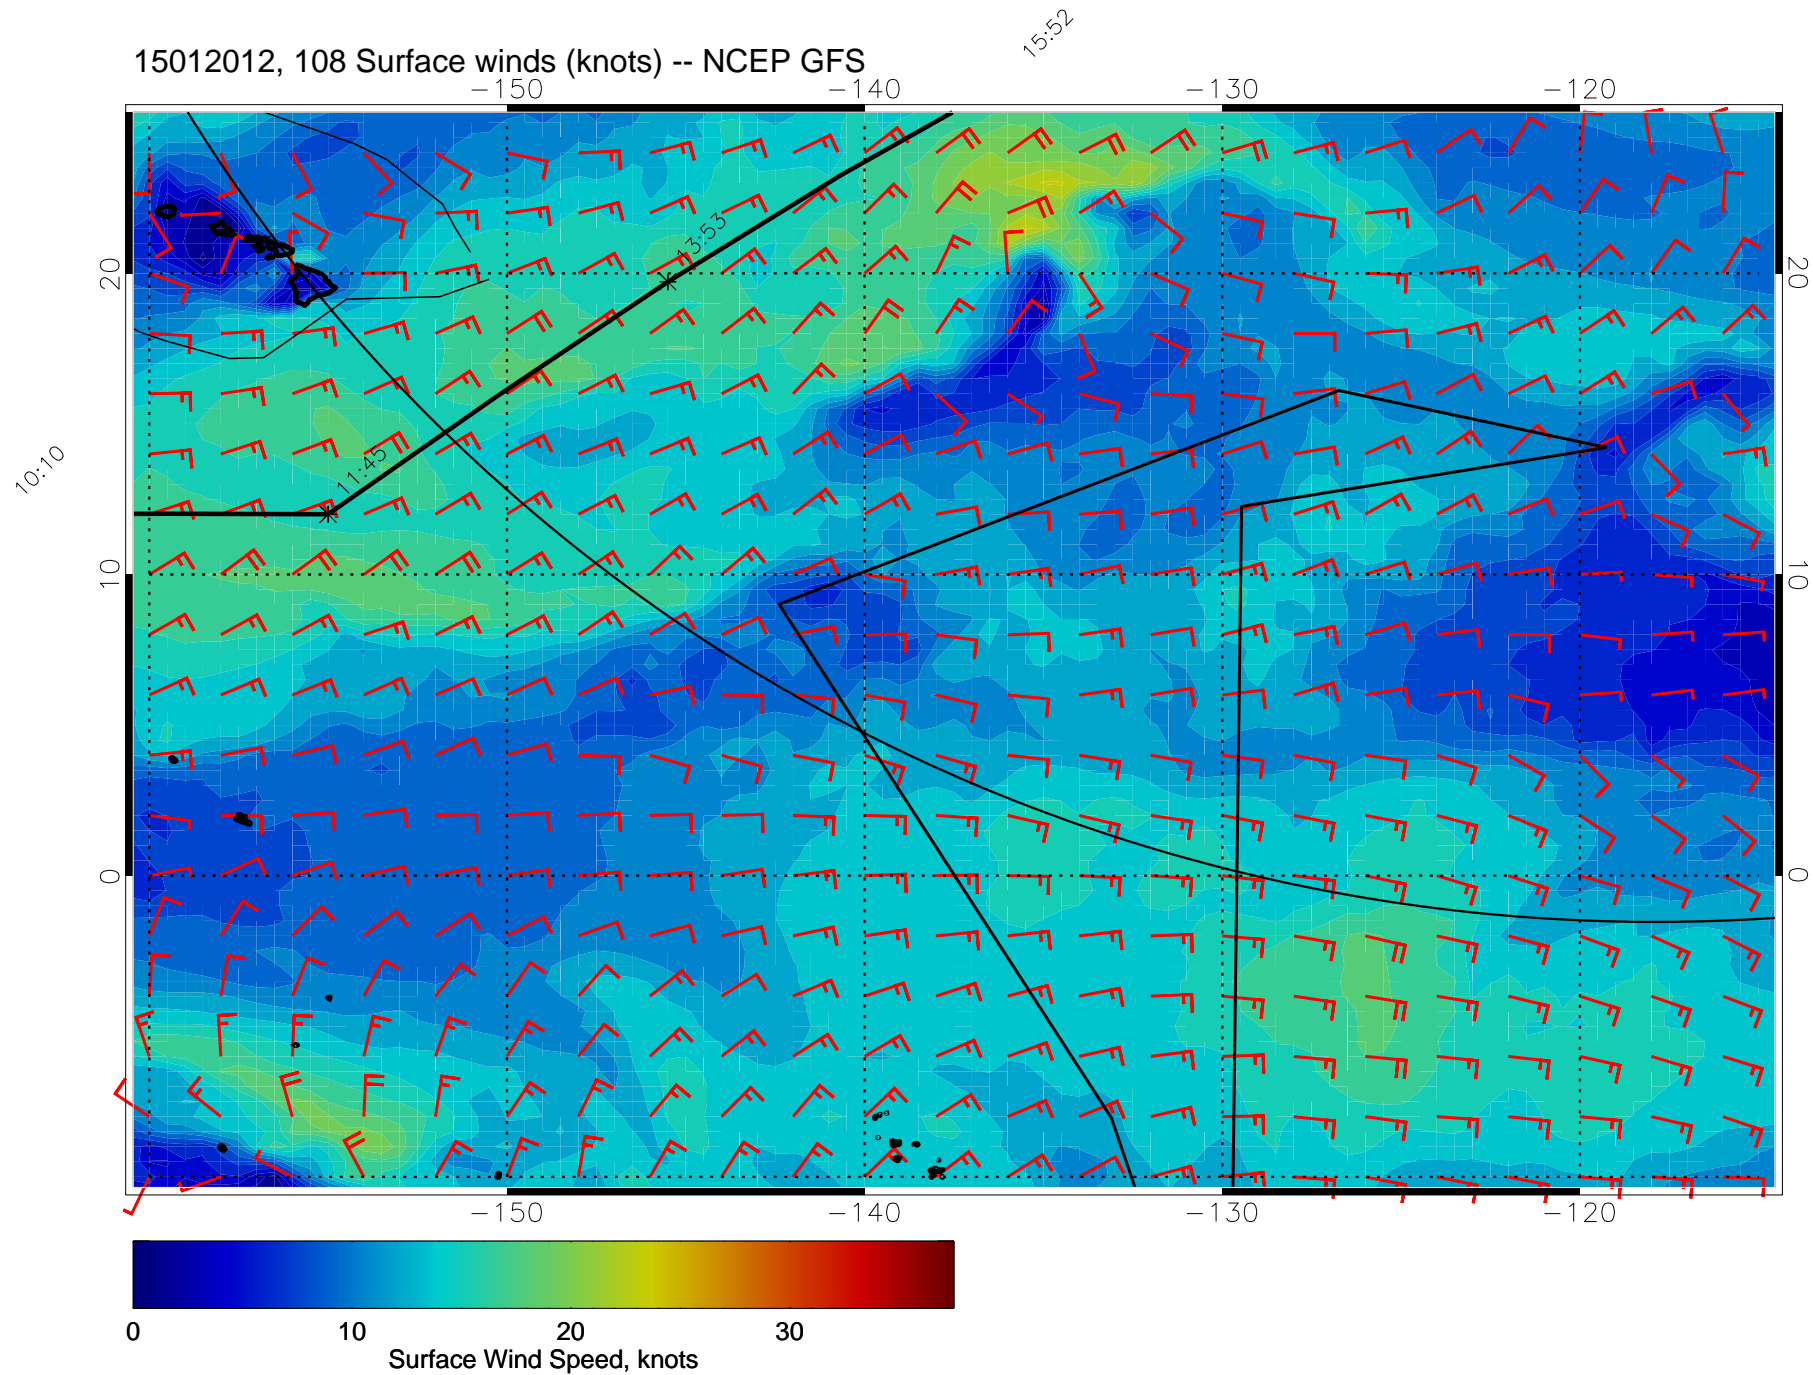 15:52
15012012, 108 Surface winds (knots) -- NCEP GFS
-150 -140 -130 -120
13:53
20 20
11:45
10:10
10 10
0 0
-150 -140 -130 -120
0 10 20 30
Surface Wind Speed, knots